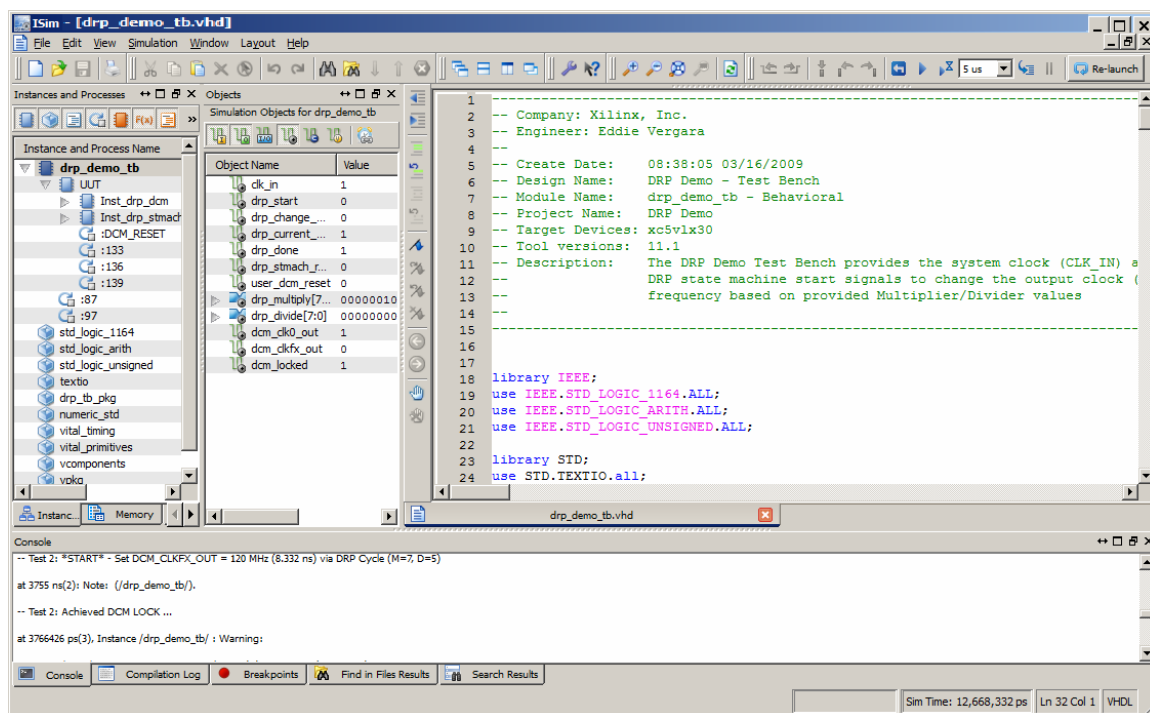 ISim - [drp_demo_tb.vhd]
File Edit View Simulation Window Layout Help
5 us
Re-launch
Instances and Processes
Instance and Process Name
drp_demo_tb
UUT
Inst_drp_dcm
Inst_drp_stmach
:DCM_RESET
:133
:136
:139
:87
:97
std_logic_1164
std_logic_arith
std_logic_unsigned
textio
drp_tb_pkg
numeric_std
vital_timing
vital_primitives
vcomponents
vpkg
Instanc...
Memory
Objects
Simulation Objects for drp_demo_tb
Object Name Value
clk_in 1
drp_start 0
drp_change_... 0
drp_current_... 1
drp_done 1
drp_stmach_r... 0
user_dcm_reset 0
drp_multiply[7... 00000010
drp_divide[7:0] 00000000
dcm_clk0_out 1
dcm_clkfx_out 0
dcm_locked 1
1 ----------------------------------------------------------------------------------
2 -- Company: Xilinx, Inc.
3 -- Engineer: Eddie Vergara
4 --
5 -- Create Date: 08:38:05 03/16/2009
6 -- Design Name: DRP Demo - Test Bench
7 -- Module Name: drp_demo_tb - Behavioral
8 -- Project Name: DRP Demo
9 -- Target Devices: xc5vlx30
10 -- Tool versions: 11.1
11 -- Description: The DRP Demo Test Bench provides the system clock (CLK_IN) a
12 -- DRP state machine start signals to change the output clock (
13 -- frequency based on provided Multiplier/Divider values
14 --
15 ----------------------------------------------------------------------------------
16
17
18 library IEEE;
19 use IEEE.STD_LOGIC_1164.ALL;
20 use IEEE.STD_LOGIC_ARITH.ALL;
21 use IEEE.STD_LOGIC_UNSIGNED.ALL;
22
23 library STD;
24 use STD.TEXTIO.all;
drp_demo_tb.vhd
Console
-- Test 2: *START* - Set DCM_CLKFX_OUT = 120 MHz (8.332 ns) via DRP Cycle (M=7, D=5)
at 3755 ns(2): Note: (/drp_demo_tb/).
-- Test 2: Achieved DCM LOCK ...
at 3766426 ps(3), Instance /drp_demo_tb/ : Warning:
Console Compilation Log Breakpoints Find in Files Results Search Results
Sim Time: 12,668,332 ps Ln 32 Col 1 VHDL